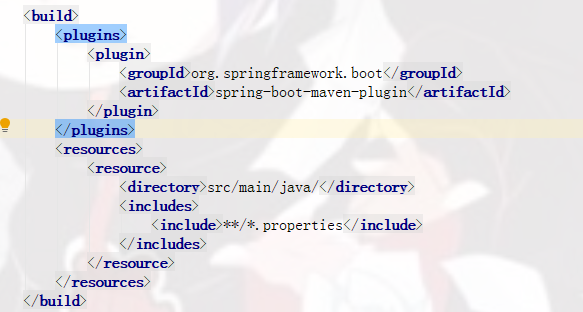 <build>
<plugins>
<plugin>
<groupId>org.springframework.boot</groupId>
<artifactId>spring-boot-maven-plugin</artifactId>
</plugin>
</plugins>
<resources>
<resource>
<directory>src/main/java/</directory>
<includes>
<include>**/*.properties</include>
</includes>
</resource>
</resources>
</build>